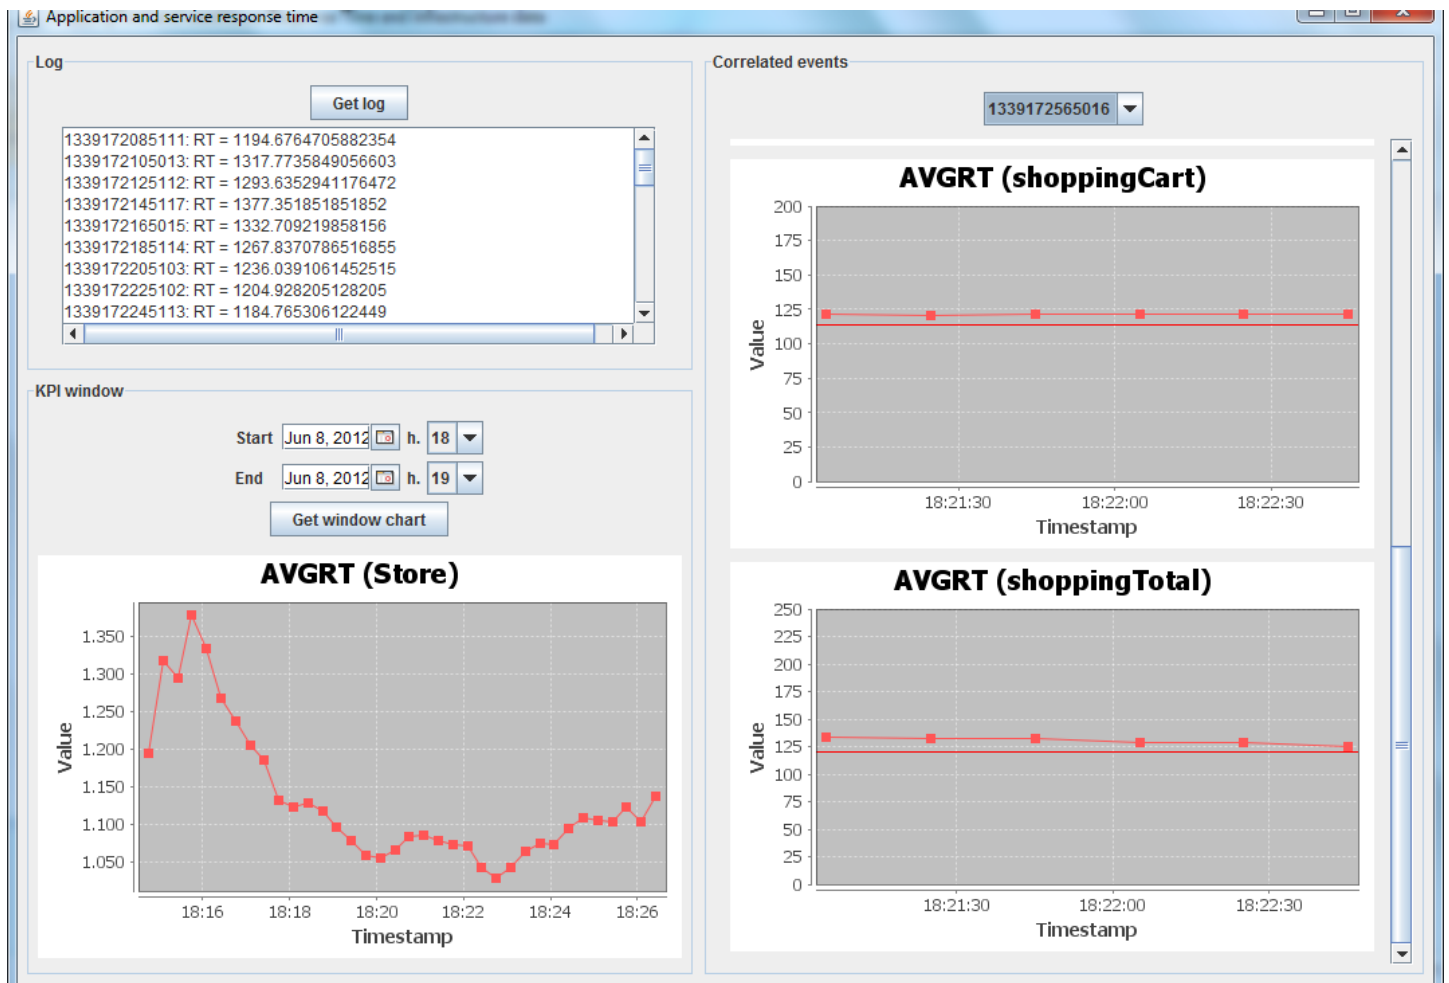 Application and service response time
Log
Get log
1339172085111: RT = 1194.6764705882354
1339172105013: RT = 1317.7735849056603
1339172125112: RT = 1293.6352941176472
1339172145117: RT = 1377.351851851852
1339172165015: RT = 1332.709219858156
1339172185114: RT = 1267.8370786516855
1339172205103: RT = 1236.0391061452515
1339172225102: RT = 1204.928205128205
1339172245113: RT = 1184.765306122449
KPI window
Start Jun 8, 2012 h. 18
End Jun 8, 2012 h. 19
Get window chart
AVGRT (Store)
Value
1.350
1.300
1.250
1.200
1.150
1.100
1.050
18:16 18:18 18:20 18:22 18:24 18:26
Timestamp
Correlated events
1339172565016
AVGRT (shoppingCart)
Value
200
175
150
125
100
75
50
25
0
18:21:30 18:22:00 18:22:30
Timestamp
AVGRT (shoppingTotal)
Value
250
225
200
175
150
125
100
75
50
25
0
18:21:30 18:22:00 18:22:30
Timestamp